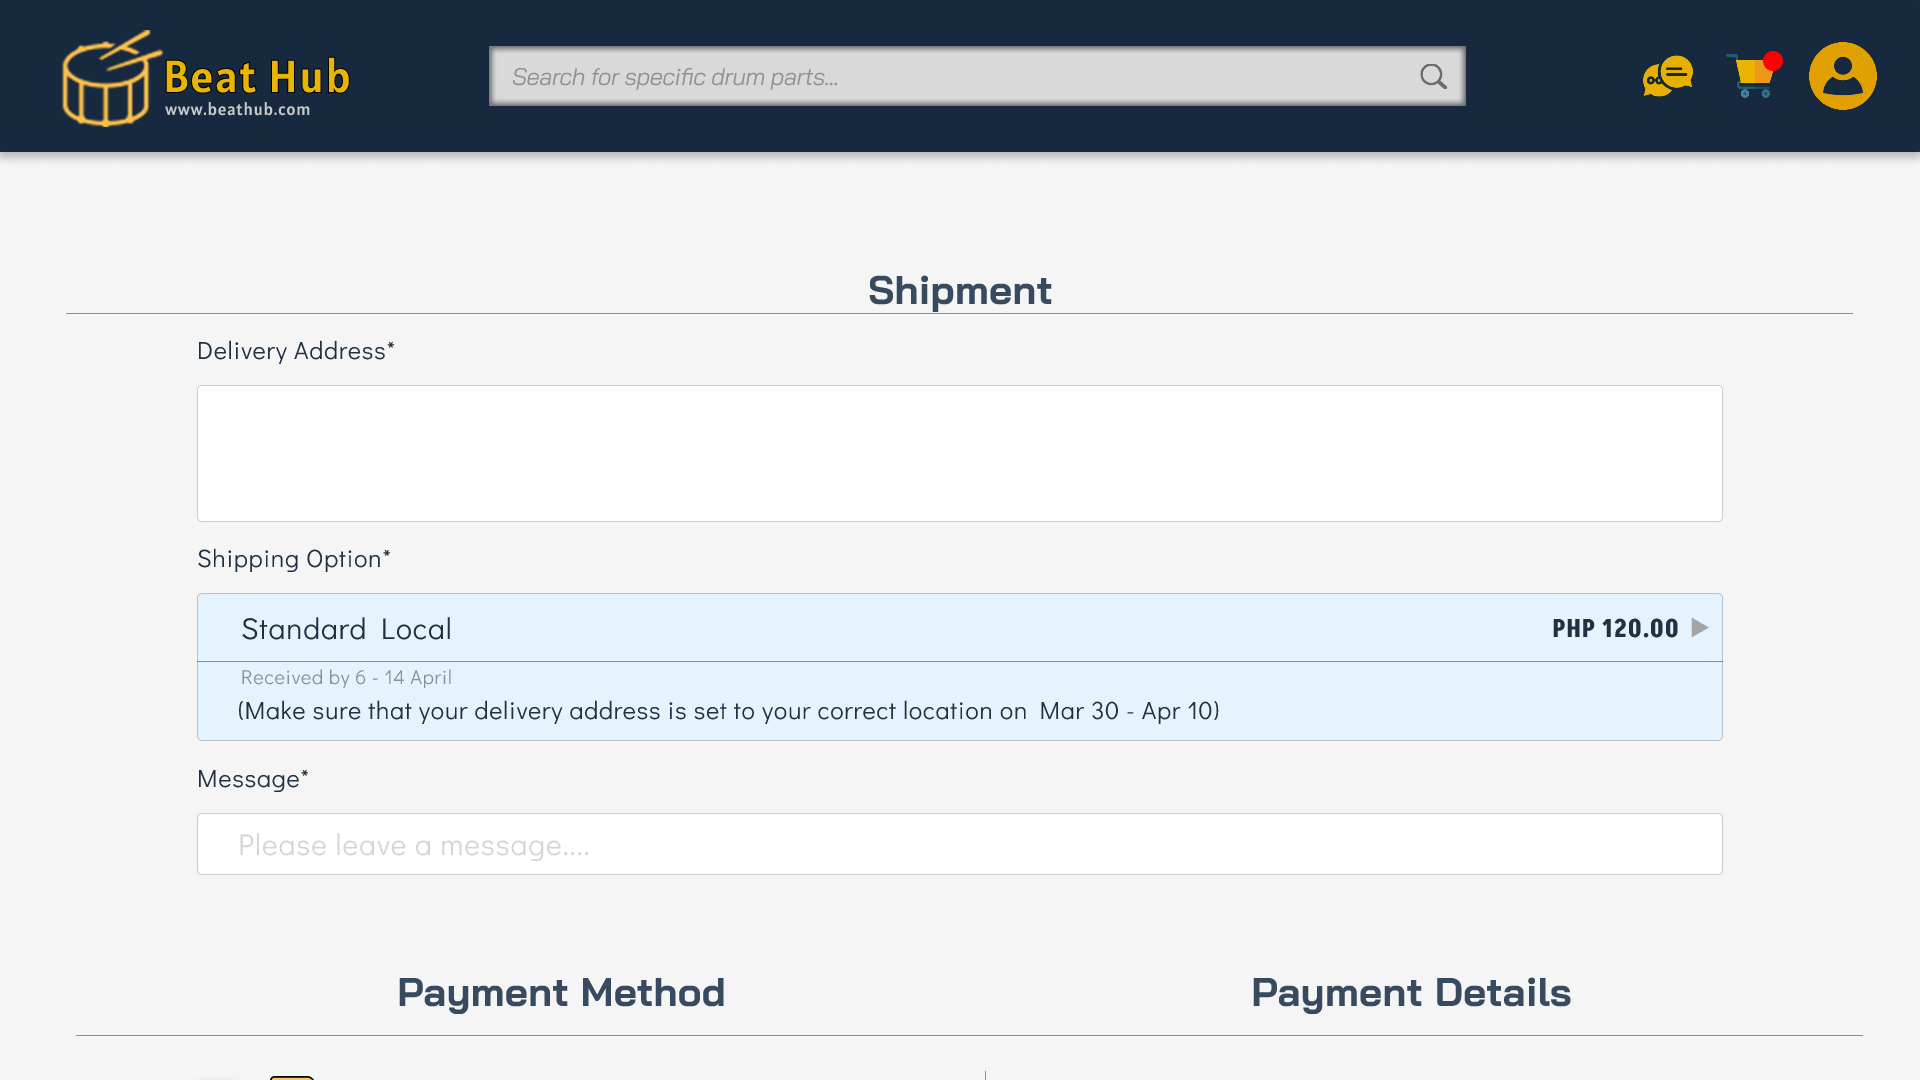 Beat Hub
www.beathub.com
Search for specific drum parts...
Shipment
Delivery Address*
Shipping Option*
Standard Local
PHP 120.00
Received by 6 - 14 April
(Make sure that your delivery address is set to your correct location on Mar 30 - Apr 10)
Message*
Please leave a message....
Payment Method
Payment Details